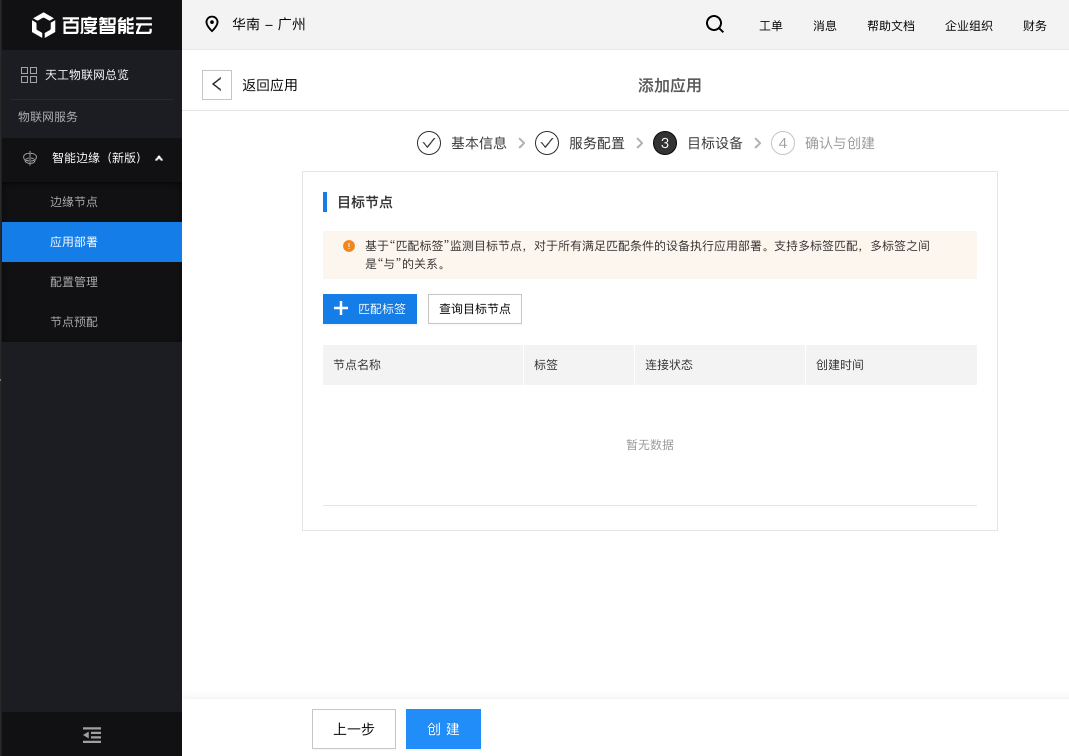 百度智能云
华南 – 广州
工单
消息
帮助文档
企业组织
财务
天工物联网总览
物联网服务
智能边缘（新版）
边缘节点
应用部署
配置管理
节点预配
返回应用
添加应用
基本信息
服务配置
3 目标设备
4 确认与创建
目标节点
基于“匹配标签”监测目标节点，对于所有满足匹配条件的设备执行应用部署。支持多标签匹配，多标签之间
是“与”的关系。
匹配标签
查询目标节点
节点名称
标签
连接状态
创建时间
暂无数据
上一步
创 建